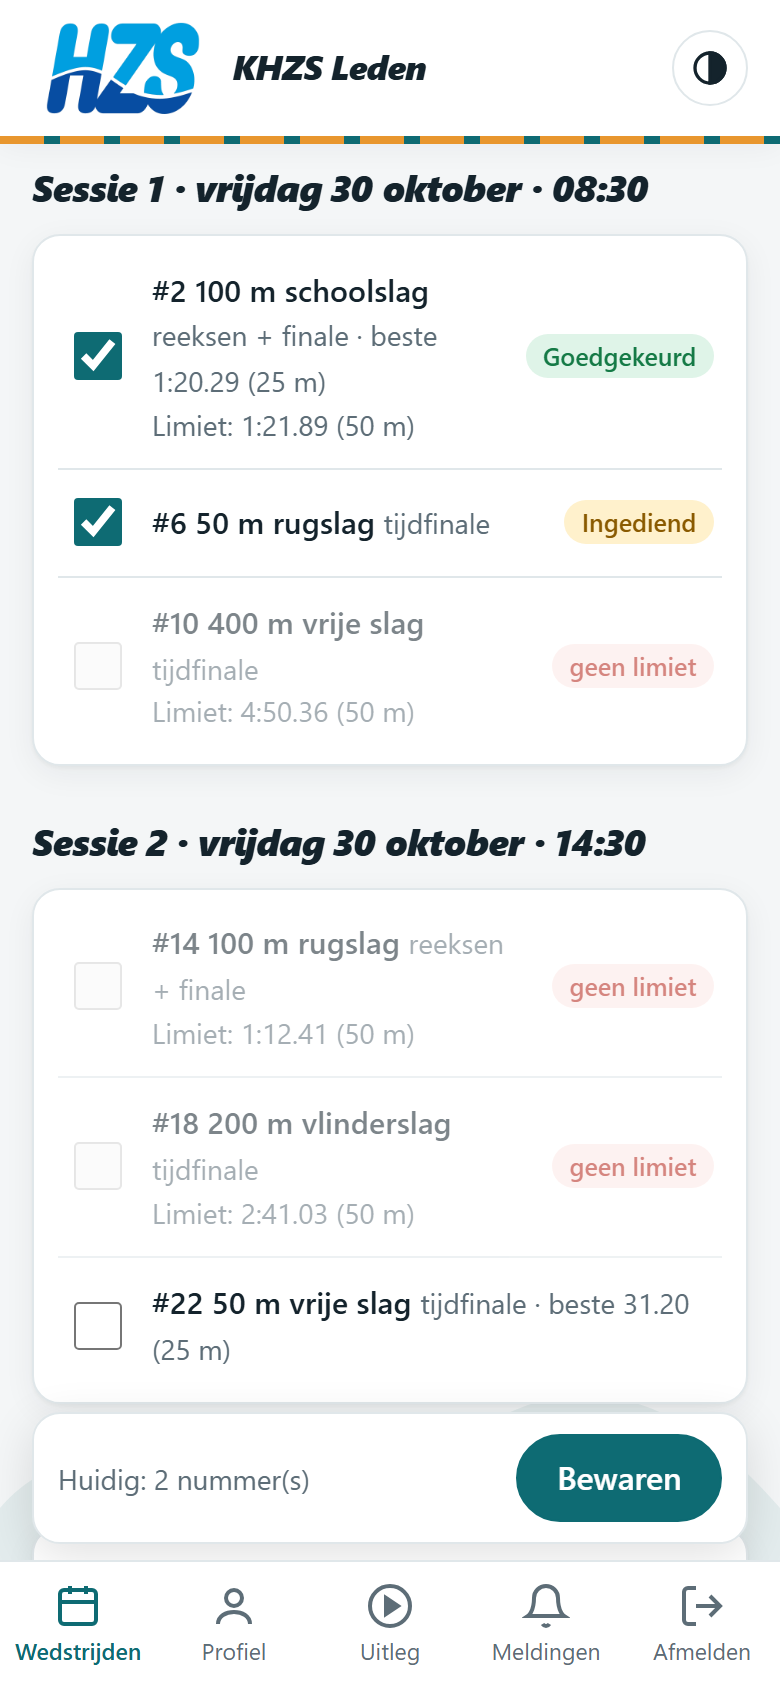 HZS
KHZS Leden
Sessie 1 · vrijdag 30 oktober · 08:30
#2 100 m schoolslag
reeksen + finale · beste
1:20.29 (25 m)
Limiet: 1:21.89 (50 m)
Goedgekeurd
#6 50 m rugslag tijdfinale
Ingediend
#10 400 m vrije slag
tijdfinale
Limiet: 4:50.36 (50 m)
geen limiet
Sessie 2 · vrijdag 30 oktober · 14:30
#14 100 m rugslag reeksen
+ finale
Limiet: 1:12.41 (50 m)
geen limiet
#18 200 m vlinderslag
tijdfinale
Limiet: 2:41.03 (50 m)
geen limiet
#22 50 m vrije slag tijdfinale · beste 31.20
(25 m)
Huidig: 2 nummer(s)
Bewaren
Wedstrijden
Profiel
Uitleg
Meldingen
Afmelden